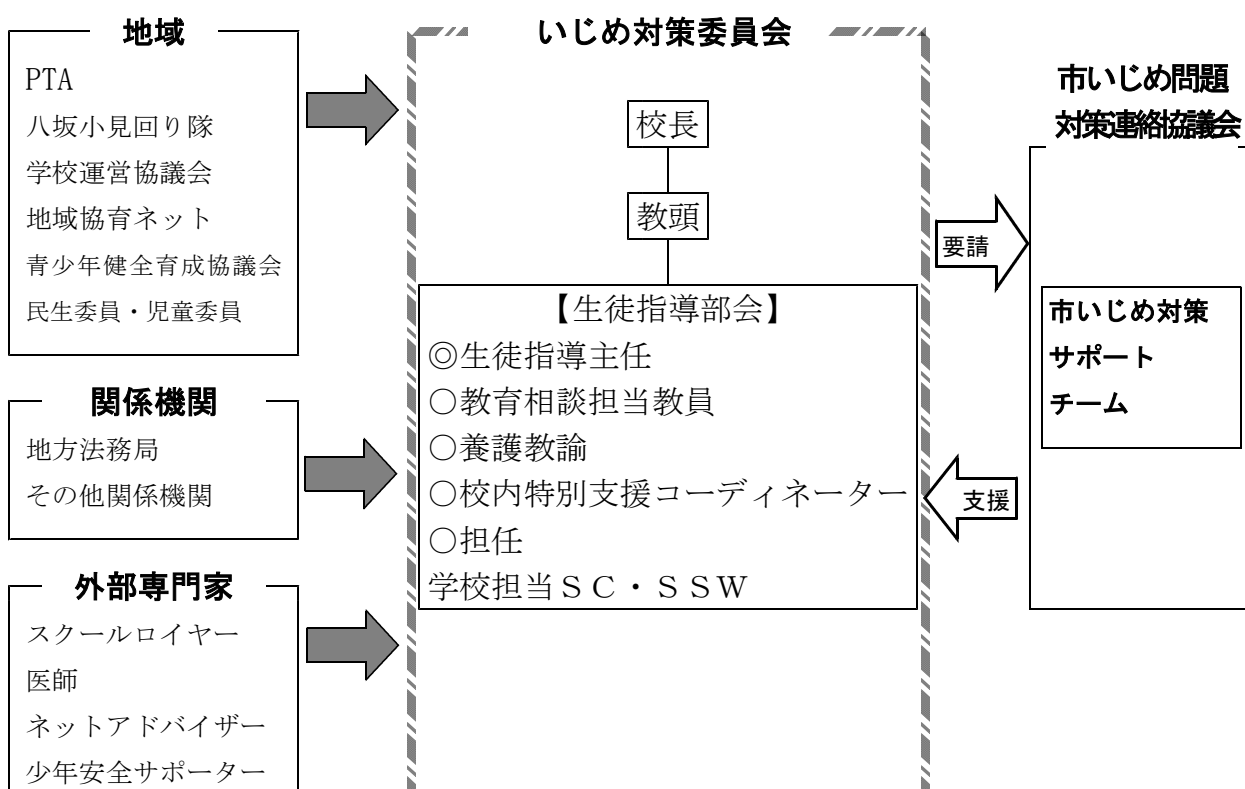 地域
PTA
八坂小見回り隊
学校運営協議会
地域協育ネット
青少年健全育成協議会
民生委員・児童委員
関係機関
地方法務局
その他関係機関
外部専門家
スクールロイヤー
医師
ネットアドバイザー
少年安全サポーター
いじめ対策委員会
校長
教頭
【生徒指導部会】
◎生徒指導主任
○教育相談担当教員
○養護教諭
○校内特別支援コーディネーター
○担任
学校担当ＳＣ・ＳＳＷ
要請
支援
市いじめ問題
対策連絡協議会
市いじめ対策
サポート
チーム